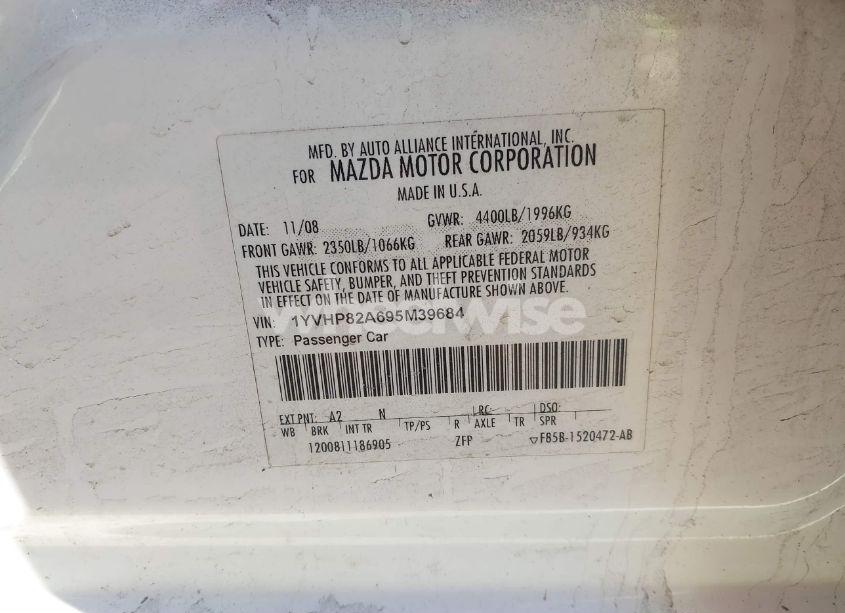 MFD. BY AUTO ALLIANCE INTERNATIONAL, INC.
FOR MAZDA MOTOR CORPORATION
MADE IN U.S.A.
DATE: 11/08 GVWR: 4400LB/1996KG
FRONT GAWR: 2350LB/1066KG REAR GAWR: 2059LB/934KG
THIS VEHICLE CONFORMS TO ALL APPLICABLE FEDERAL MOTOR
VEHICLE SAFETY, BUMPER, AND THEFT PREVENTION STANDARDS
IN EFFECT ON THE DATE OF MANUFACTURE SHOWN ABOVE.
VIN: 1YVHP82A695M39684
TYPE: Passenger Car
EXT PNT: A2 N RC: DSO:
WB BRK INT TR TP/PS R AXLE TR SPR
1200811186905 ZFP ▽F85B-1520472-AB